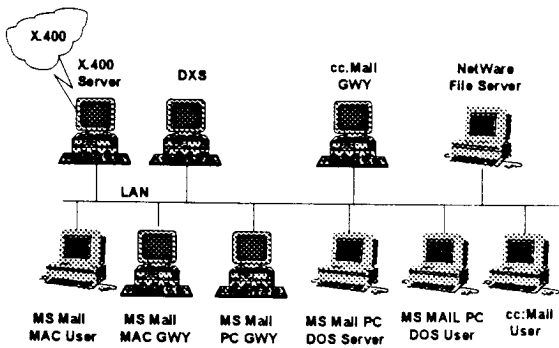 X.400
X.400
Server
DXS
cc:Mail
GWY
NetWare
File Server
LAN
MS Mail
MAC User
MS Mail
MAC GWY
MS Mail
PC GWY
MS Mail PC
DOS Server
MS MAIL PC
DOS User
cc:Mail
User